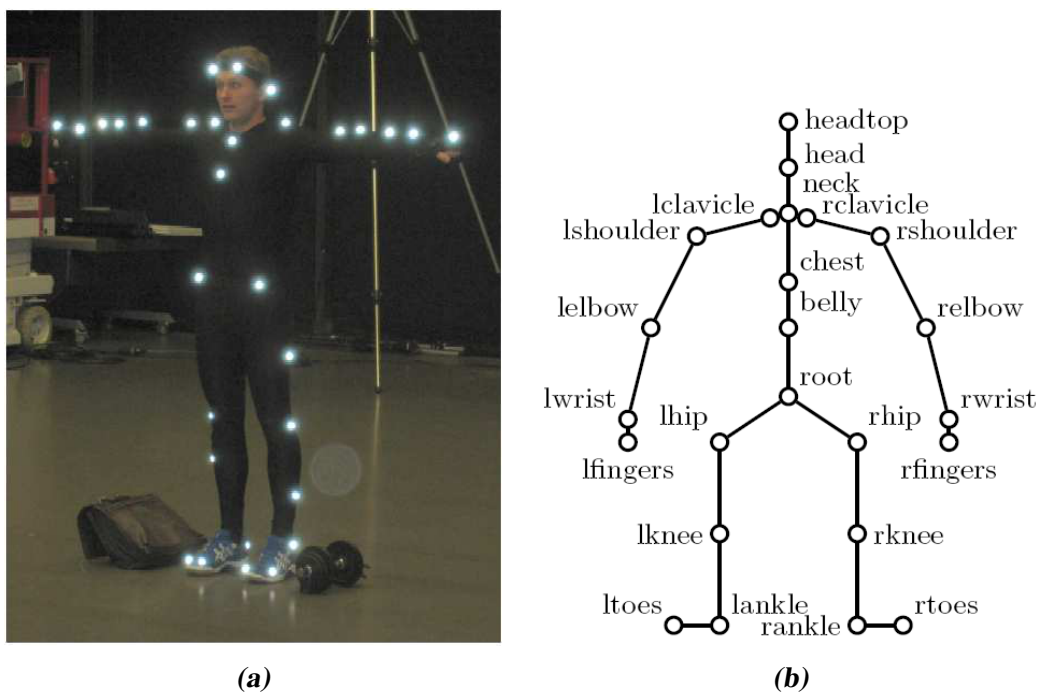 headtop
head
neck
lclavicle rclavicle
lshoulder rshoulder
chest
lelbow belly relbow
root
lwrist rwrist
lhip rhip
lfingers rfingers
lknee rknee
ltoes lankle rtoes
rankle
(a) (b)